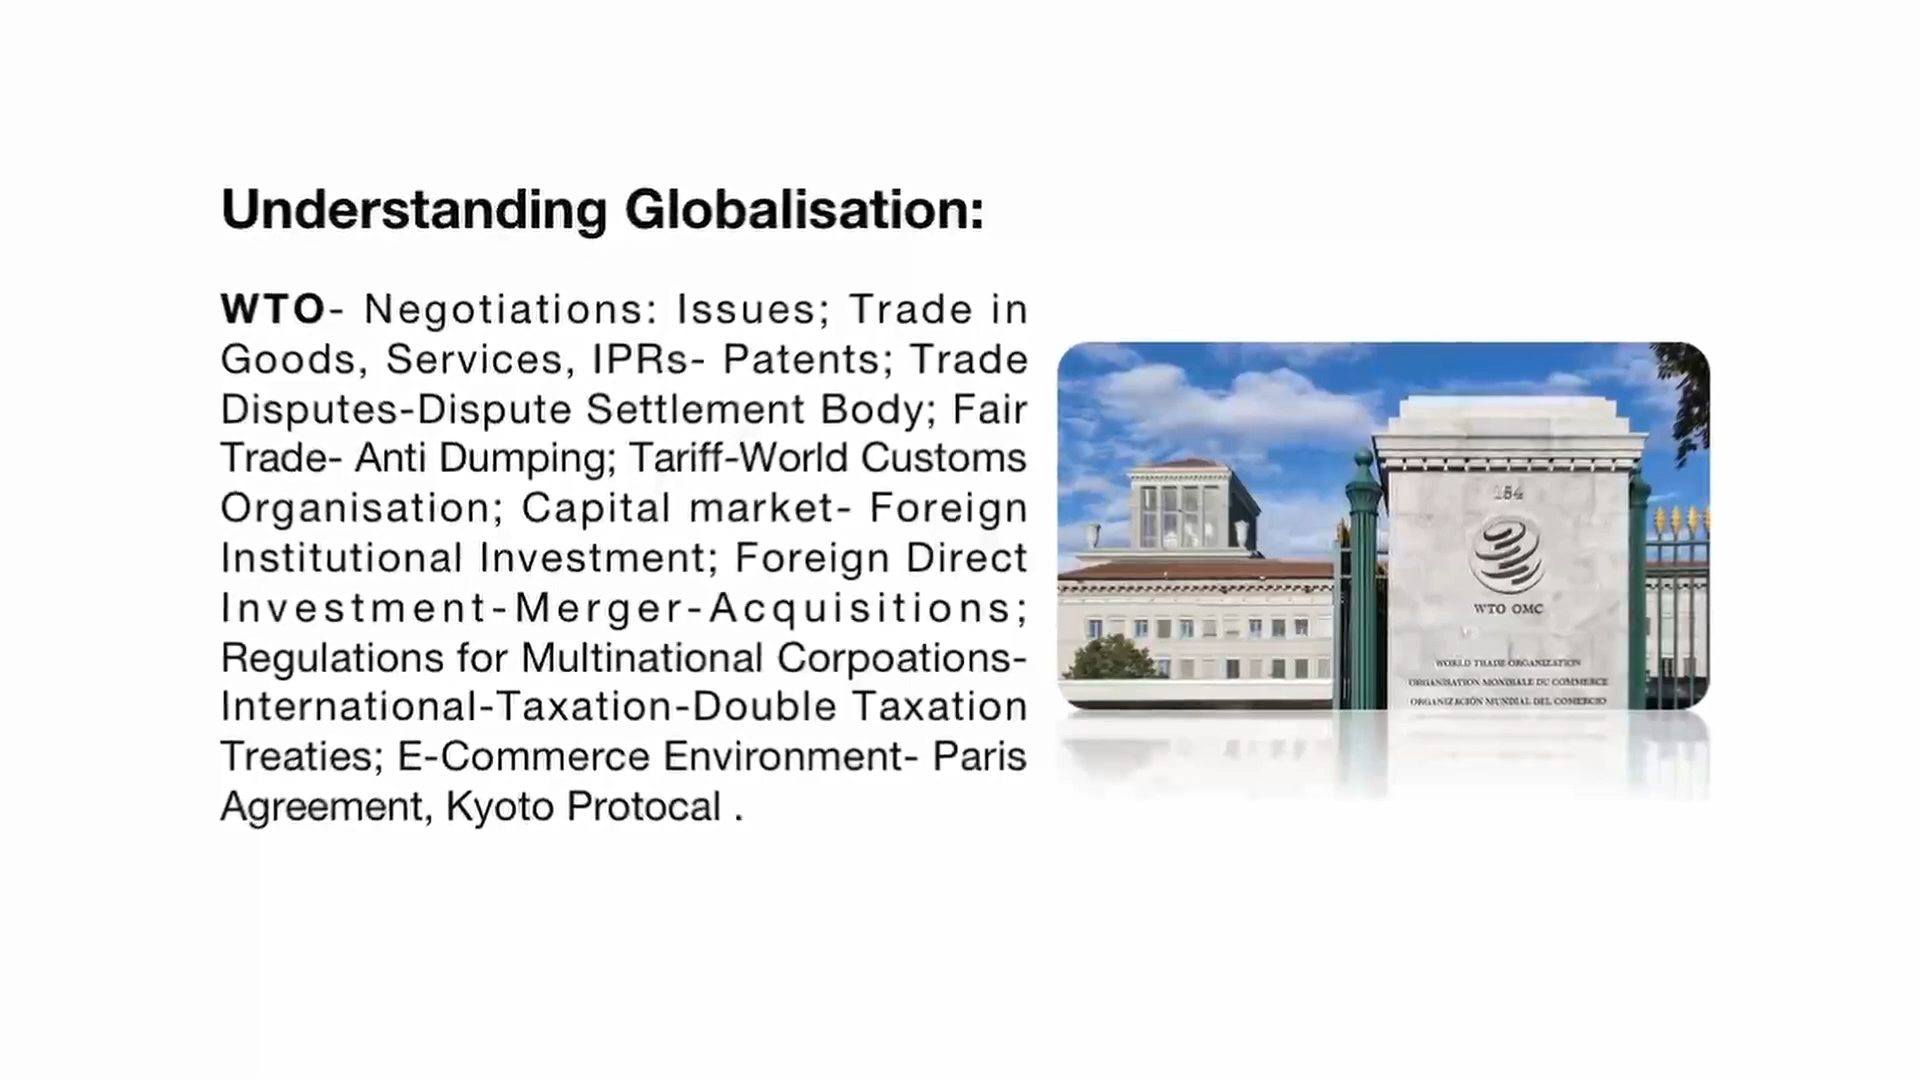 Understanding Globalisation:
WTO- Negotiations: Issues; Trade in
Goods, Services, IPRs- Patents; Trade
Disputes-Dispute Settlement Body; Fair
Trade- Anti Dumping; Tariff-World Customs
Organisation; Capital market- Foreign
Institutional Investment; Foreign Direct
Investment-Merger-Acquisitions;
Regulations for Multinational Corpoations-
International-Taxation-Double Taxation
Treaties; E-Commerce Environment- Paris
Agreement, Kyoto Protocal .
154
WTO OMC
WORLD TRADE ORGANIZATION
ORGANISATION MONDIALE DU COMMERCE
ORGANIZACIÓN MUNDIAL DEL COMERCIO